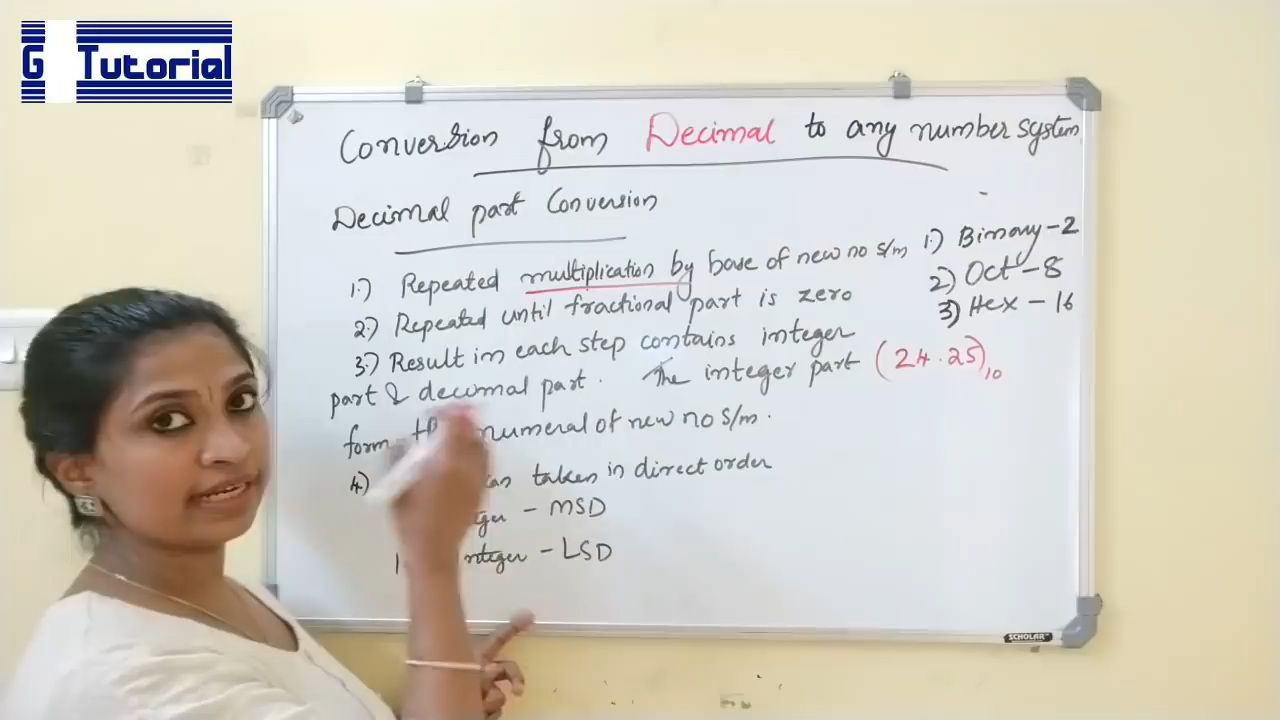 G Tutorial
Conversion from Decimal to any number system
Decimal part Conversion
1.) Repeated multiplication by base of new no s/m
2.) Repeated until fractional part is zero
3.) Result in each step contains integer
part & decimal part. The integer part (24.25)10
form numeral of new no s/m.
4) taken in direct order
- MSD
integer - LSD
1.) Binary - 2
2) Oct - 8
3) Hex - 16
SCHOLAR